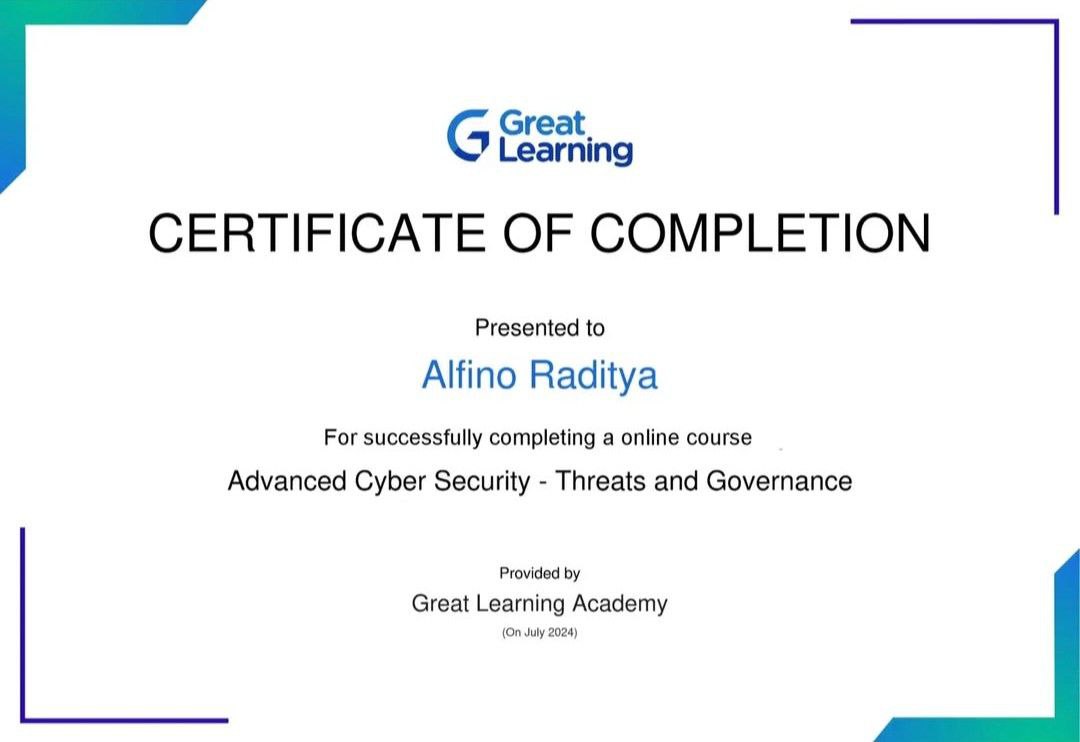 Great
Learning
CERTIFICATE OF COMPLETION
Presented to
Alfino Raditya
For successfully completing a online course
Advanced Cyber Security - Threats and Governance
Provided by
Great Learning Academy
(On July 2024)